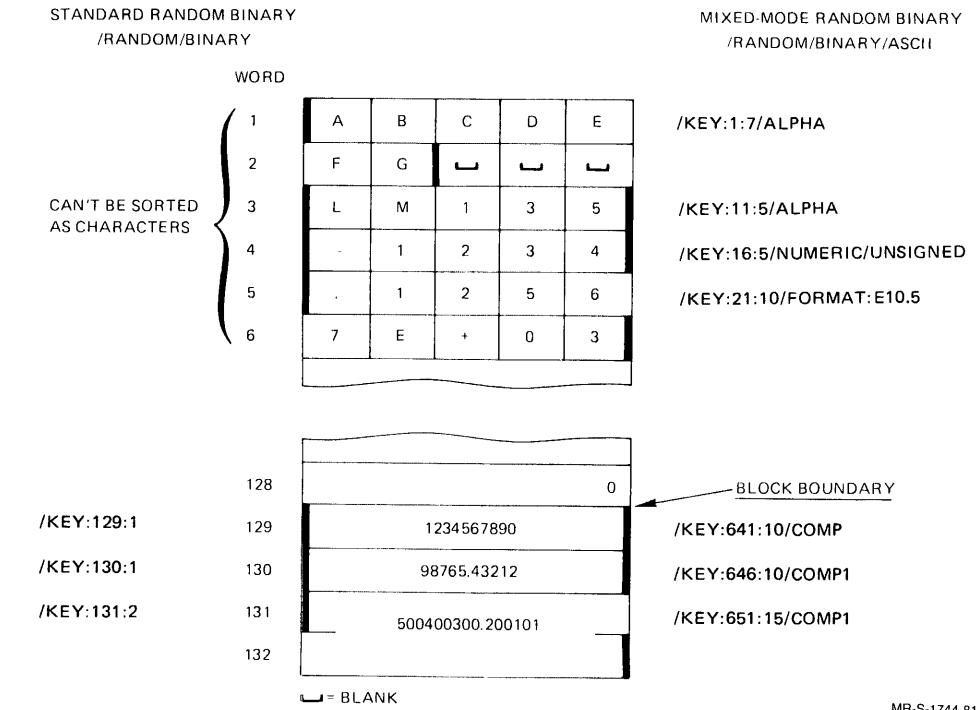 STANDARD RANDOM BINARY
/RANDOM/BINARY
MIXED-MODE RANDOM BINARY
/RANDOM/BINARY/ASCII
WORD
1 A B C D E /KEY:1:7/ALPHA
2 F G ⎵ ⎵ ⎵
CAN'T BE SORTED
AS CHARACTERS
3 L M 1 3 5 /KEY:11:5/ALPHA
4 - 1 2 3 4 /KEY:16:5/NUMERIC/UNSIGNED
5 . 1 2 5 6 /KEY:21:10/FORMAT:E10.5
6 7 E + 0 3
128 0 BLOCK BOUNDARY
/KEY:129:1 129 1234567890 /KEY:641:10/COMP
/KEY:130:1 130 98765.43212 /KEY:646:10/COMP1
/KEY:131:2 131 500400300.200101 /KEY:651:15/COMP1
132
⎵ = BLANK
MR-S-1744-81